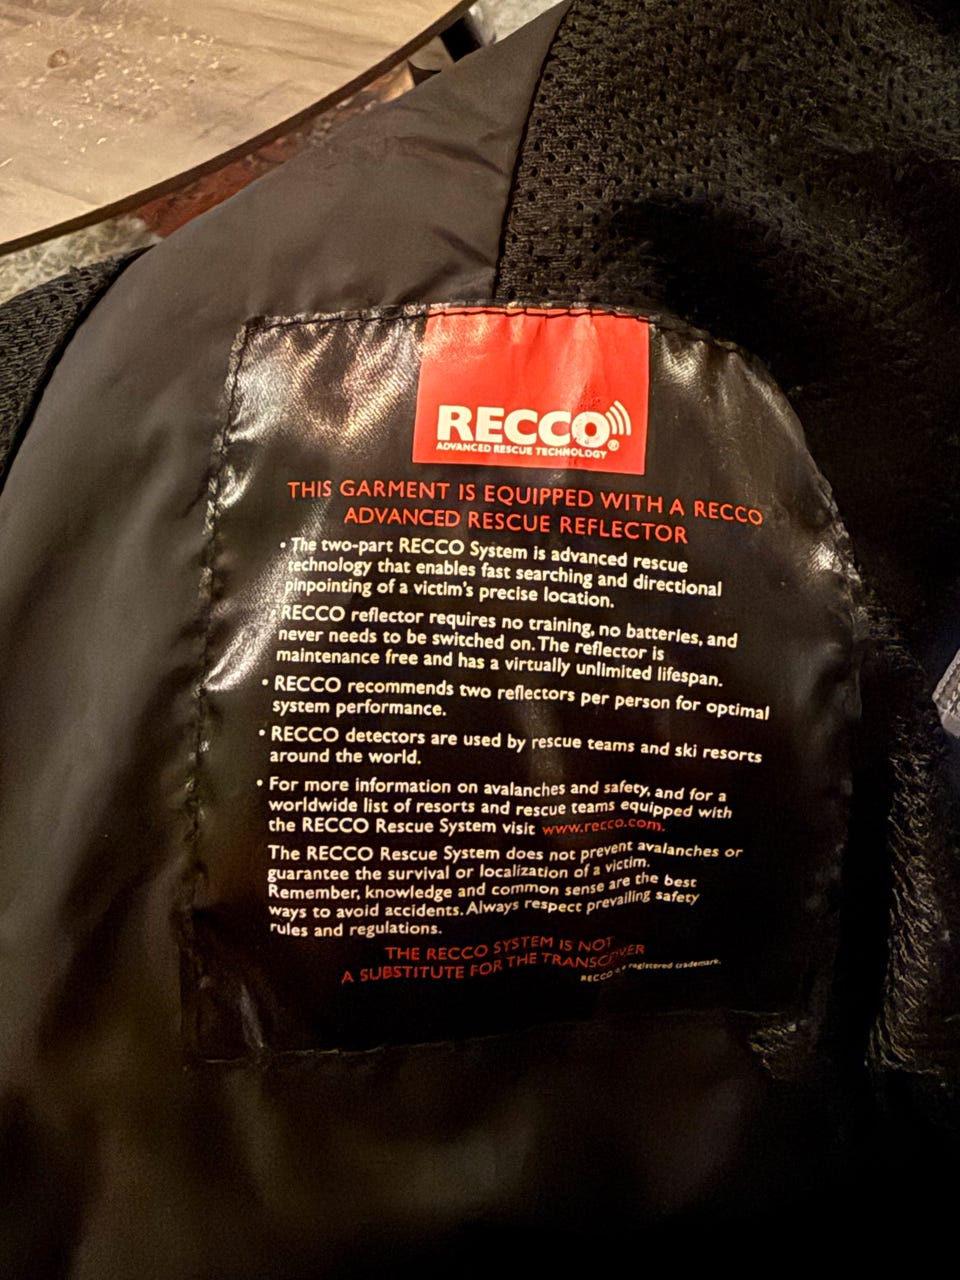 RECCO®
ADVANCED RESCUE TECHNOLOGY
THIS GARMENT IS EQUIPPED WITH A RECCO
ADVANCED RESCUE REFLECTOR
• The two-part RECCO System is advanced rescue
technology that enables fast searching and directional
pinpointing of a victim's precise location.
• RECCO reflector requires no training, no batteries, and
never needs to be switched on. The reflector is
maintenance free and has a virtually unlimited lifespan.
• RECCO recommends two reflectors per person for optimal
system performance.
• RECCO detectors are used by rescue teams and ski resorts
around the world.
• For more information on avalanches and safety, and for a
worldwide list of resorts and rescue teams equipped with
the RECCO Rescue System visit www.recco.com.
The RECCO Rescue System does not prevent avalanches or
guarantee the survival or localization of a victim.
Remember, knowledge and common sense are the best
ways to avoid accidents. Always respect prevailing safety
rules and regulations.
THE RECCO SYSTEM IS NOT
A SUBSTITUTE FOR THE TRANSCEIVER
RECCO is a registered trademark.